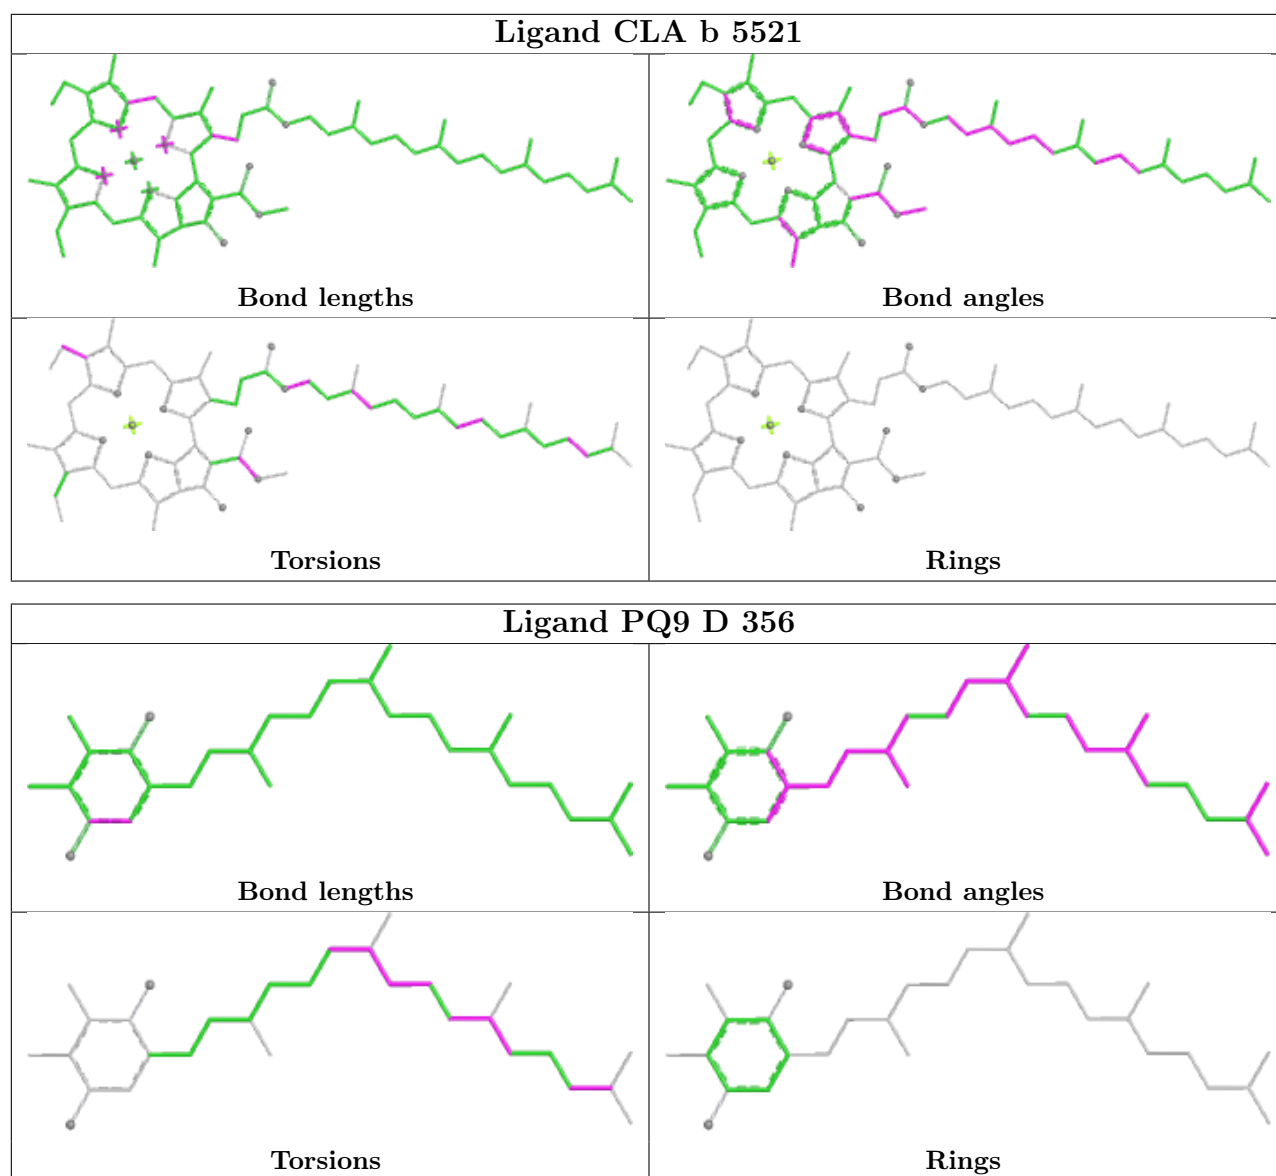 Ligand CLA b 5521
Bond lengths
Bond angles
Torsions
Rings
Ligand PQ9 D 356
Bond lengths
Bond angles
Torsions
Rings